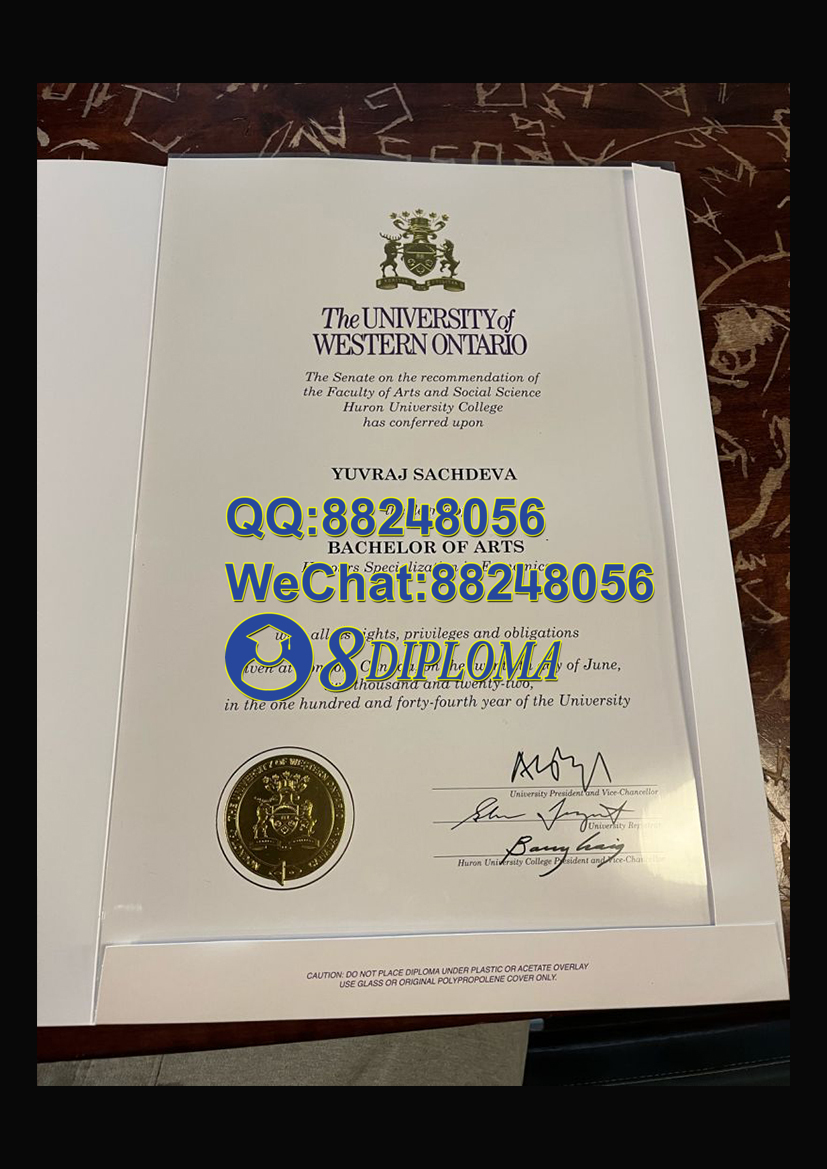 The UNIVERSITY of
WESTERN ONTARIO
The Senate on the recommendation of
the Faculty of Arts and Social Science
Huron University College
has conferred upon
YUVRAJ SACHDEVA
QQ:88248056
BACHELOR OF ARTS
WeChat:88248056
all rights, privileges and obligations
8DIPLOMA
of June,
thousand and twenty-two,
in the one hundred and forty-fourth year of the University
University President and Vice-Chancellor
University
Huron University College President and
CAUTION: DO NOT PLACE DIPLOMA UNDER PLASTIC OR ACETATE OVERLAY
USE GLASS OR ORIGINAL POLYPROPOLENE COVER ONLY.